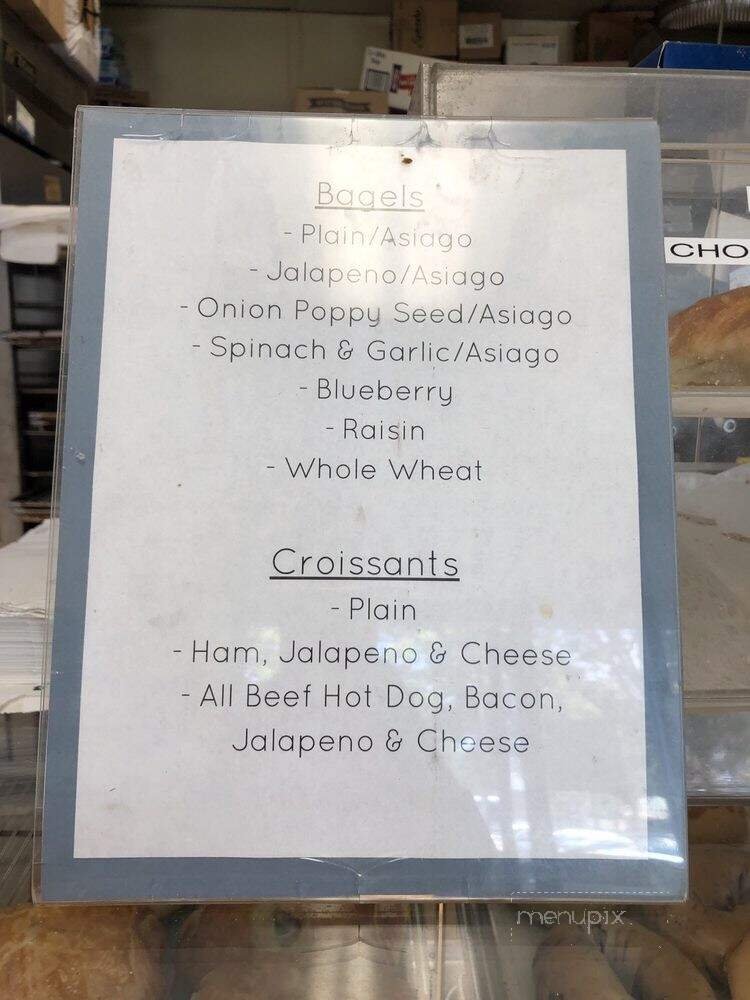 Bagels
- Plain/Asiago
- Jalapeno/Asiago
- Onion Poppy Seed/Asiago
- Spinach & Garlic/Asiago
- Blueberry
- Raisin
- Whole Wheat
Croissants
- Plain
- Ham, Jalapeno & Cheese
- All Beef Hot Dog, Bacon,
Jalapeno & Cheese
CHO
menupix